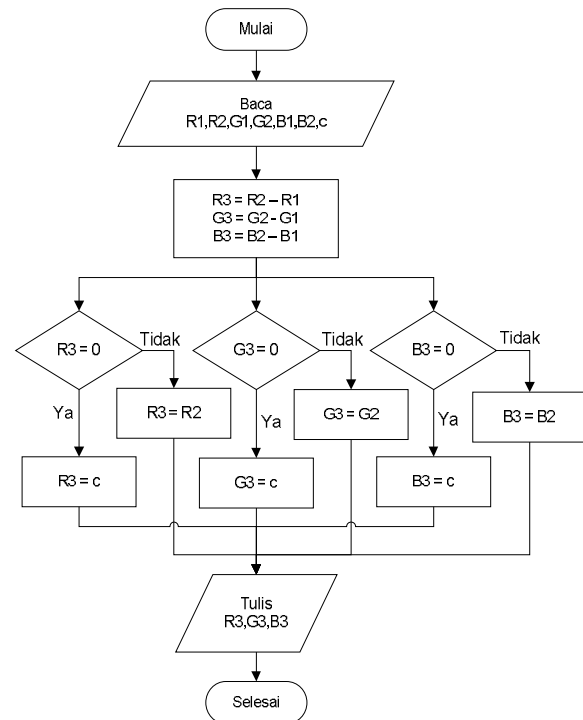 Mulai
Baca
R1,R2,G1,G2,B1,B2,c
R3 = R2 – R1
G3 = G2 - G1
B3 = B2 – B1
R3 = 0
Tidak
G3 = 0
Tidak
B3 = 0
Tidak
Ya
R3 = R2
Ya
G3 = G2
Ya
B3 = B2
R3 = c
G3 = c
B3 = c
Tulis
R3,G3,B3
Selesai